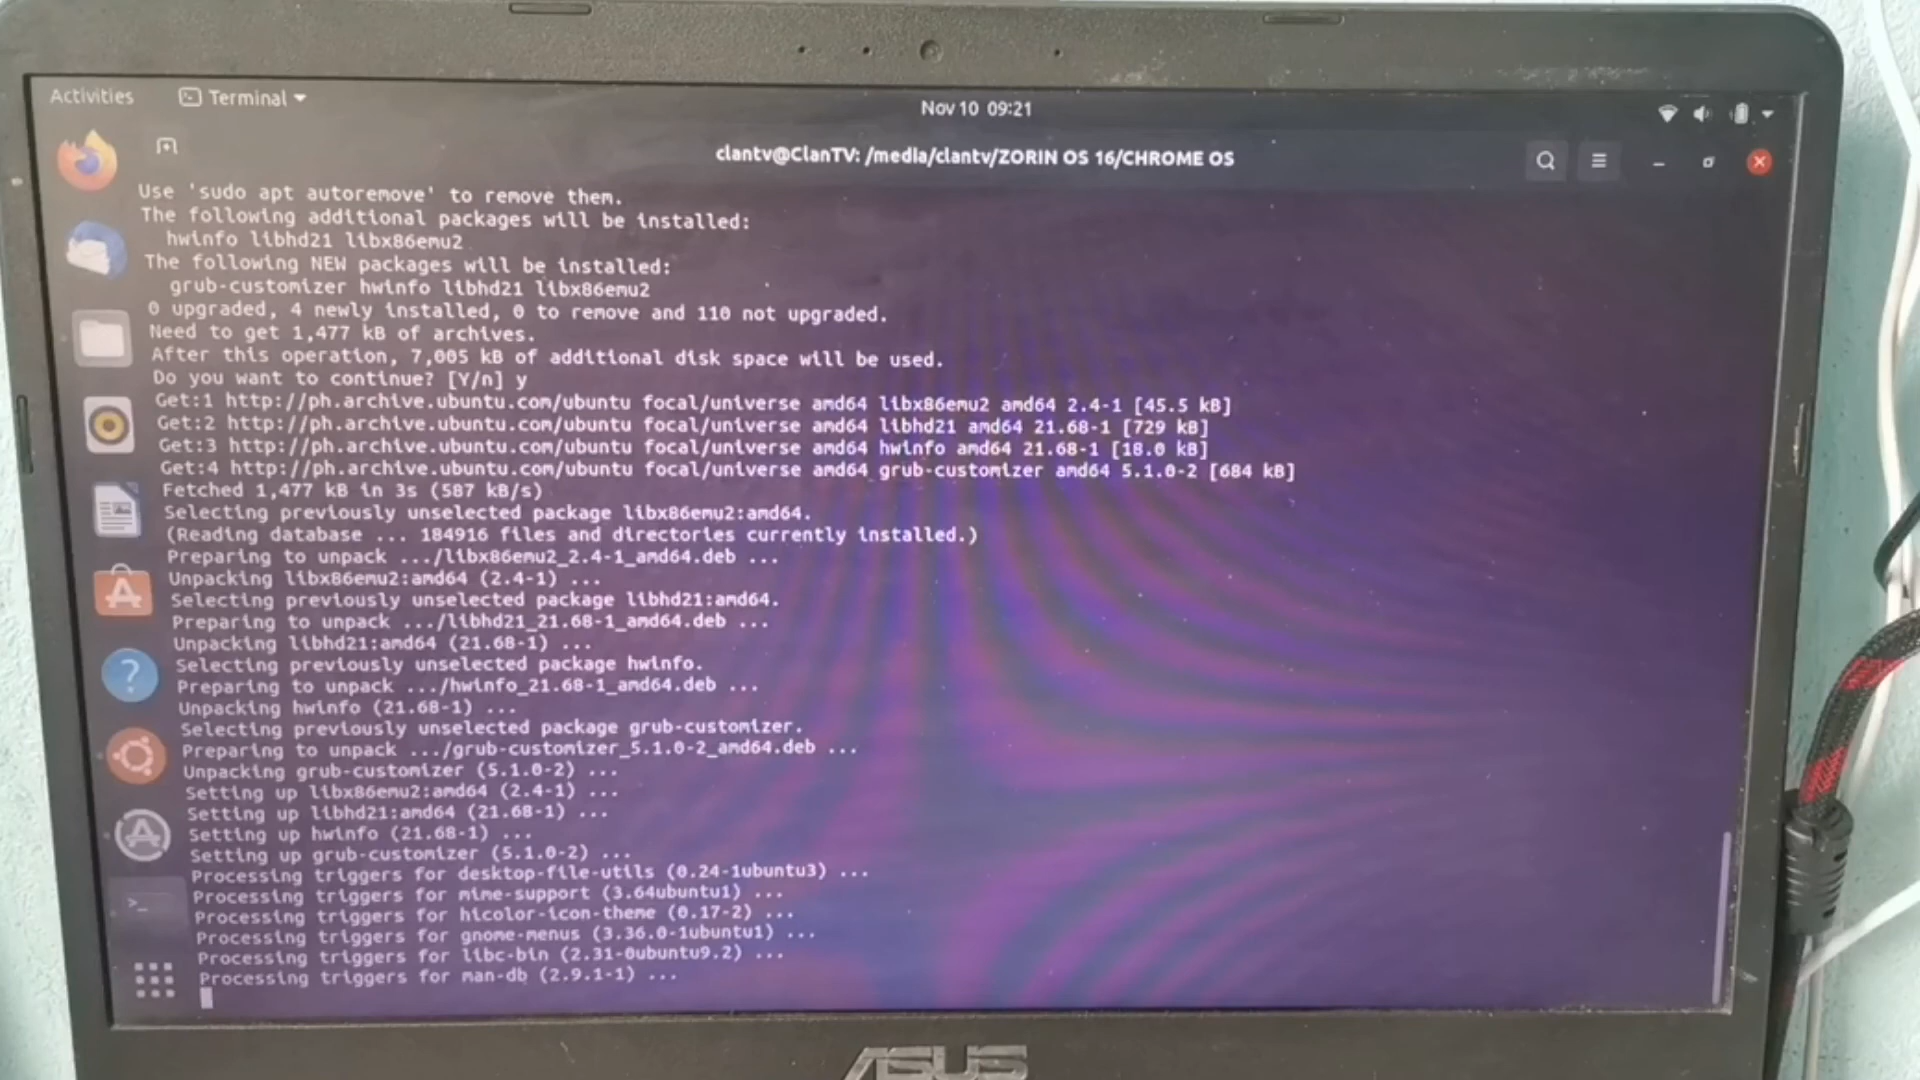 Activities
Terminal
Nov 10 09:21
clantv@ClanTV: /media/clantv/ZORIN OS 16/CHROME OS
Use 'sudo apt autoremove' to remove them.
The following additional packages will be installed:
hwinfo libhd21 libx86emu2
The following NEW packages will be installed:
grub-customizer hwinfo libhd21 libx86emu2
0 upgraded, 4 newly installed, 0 to remove and 110 not upgraded.
Need to get 1,477 kB of archives.
After this operation, 7,005 kB of additional disk space will be used.
Do you want to continue? [Y/n] y
Get:1 http://ph.archive.ubuntu.com/ubuntu focal/universe amd64 libx86emu2 amd64 2.4-1 [45.5 kB]
Get:2 http://ph.archive.ubuntu.com/ubuntu focal/universe amd64 libhd21 amd64 21.68-1 [729 kB]
Get:3 http://ph.archive.ubuntu.com/ubuntu focal/universe amd64 hwinfo amd64 21.68-1 [18.0 kB]
Get:4 http://ph.archive.ubuntu.com/ubuntu focal/universe amd64 grub-customizer amd64 5.1.0-2 [684 kB]
Fetched 1,477 kB in 3s (587 kB/s)
Selecting previously unselected package libx86emu2:amd64.
(Reading database ... 184916 files and directories currently installed.)
Preparing to unpack .../libx86emu2_2.4-1_amd64.deb ...
Unpacking libx86emu2:amd64 (2.4-1) ...
Selecting previously unselected package libhd21:amd64.
Preparing to unpack .../libhd21_21.68-1_amd64.deb ...
Unpacking libhd21:amd64 (21.68-1) ...
Selecting previously unselected package hwinfo.
Preparing to unpack .../hwinfo_21.68-1_amd64.deb ...
Unpacking hwinfo (21.68-1) ...
Selecting previously unselected package grub-customizer.
Preparing to unpack .../grub-customizer_5.1.0-2_amd64.deb ...
Unpacking grub-customizer (5.1.0-2) ...
Setting up libx86emu2:amd64 (2.4-1) ...
Setting up libhd21:amd64 (21.68-1) ...
Setting up hwinfo (21.68-1) ...
Setting up grub-customizer (5.1.0-2) ...
Processing triggers for desktop-file-utils (0.24-1ubuntu3) ...
Processing triggers for mime-support (3.64ubuntu1) ...
Processing triggers for hicolor-icon-theme (0.17-2) ...
Processing triggers for gnome-menus (3.36.0-1ubuntu1) ...
Processing triggers for libc-bin (2.31-0ubuntu9.2) ...
Processing triggers for man-db (2.9.1-1) ...
ASUS